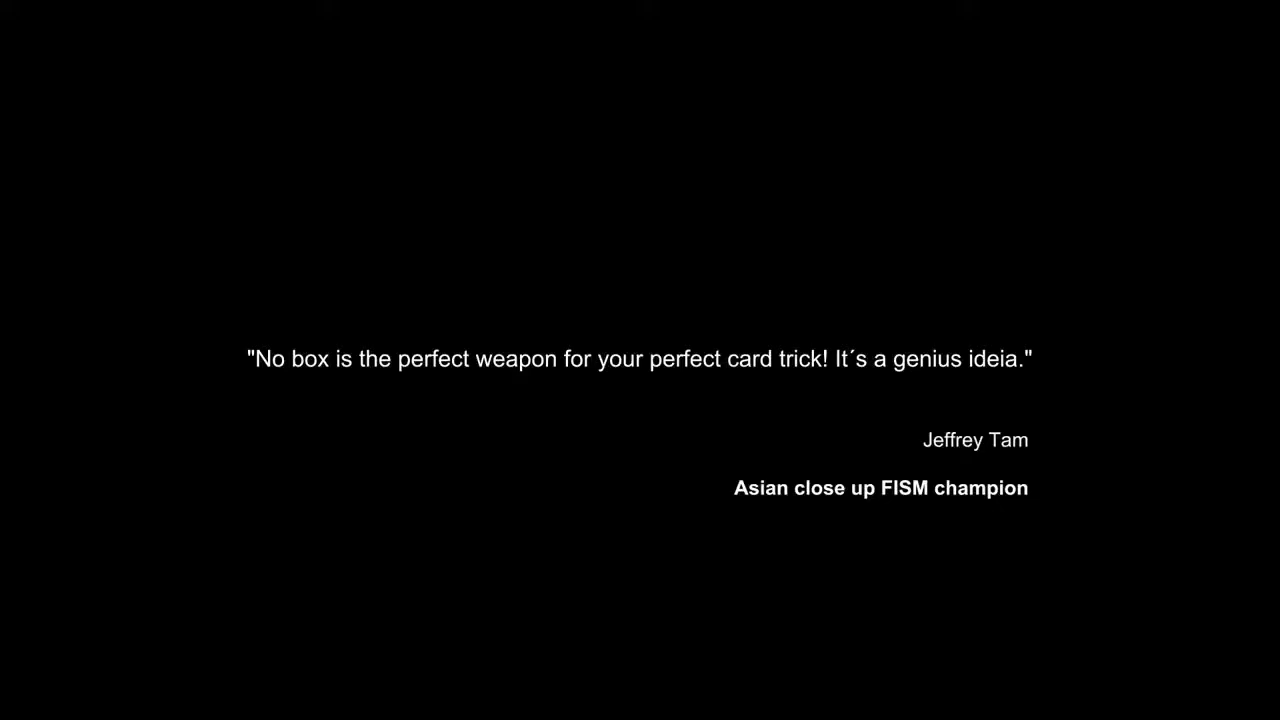 "No box is the perfect weapon for your perfect card trick! It´s a genius ideia."
Jeffrey Tam
Asian close up FISM champion